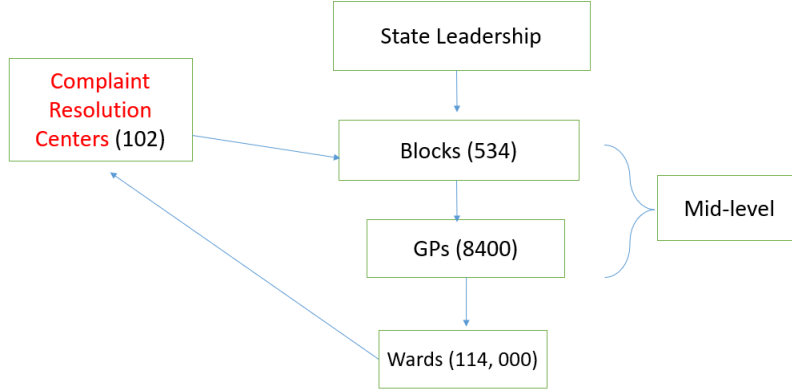 State Leadership
Complaint
Resolution
Centers (102)
Blocks (534)
Mid-level
GPs (8400)
Wards (114, 000)